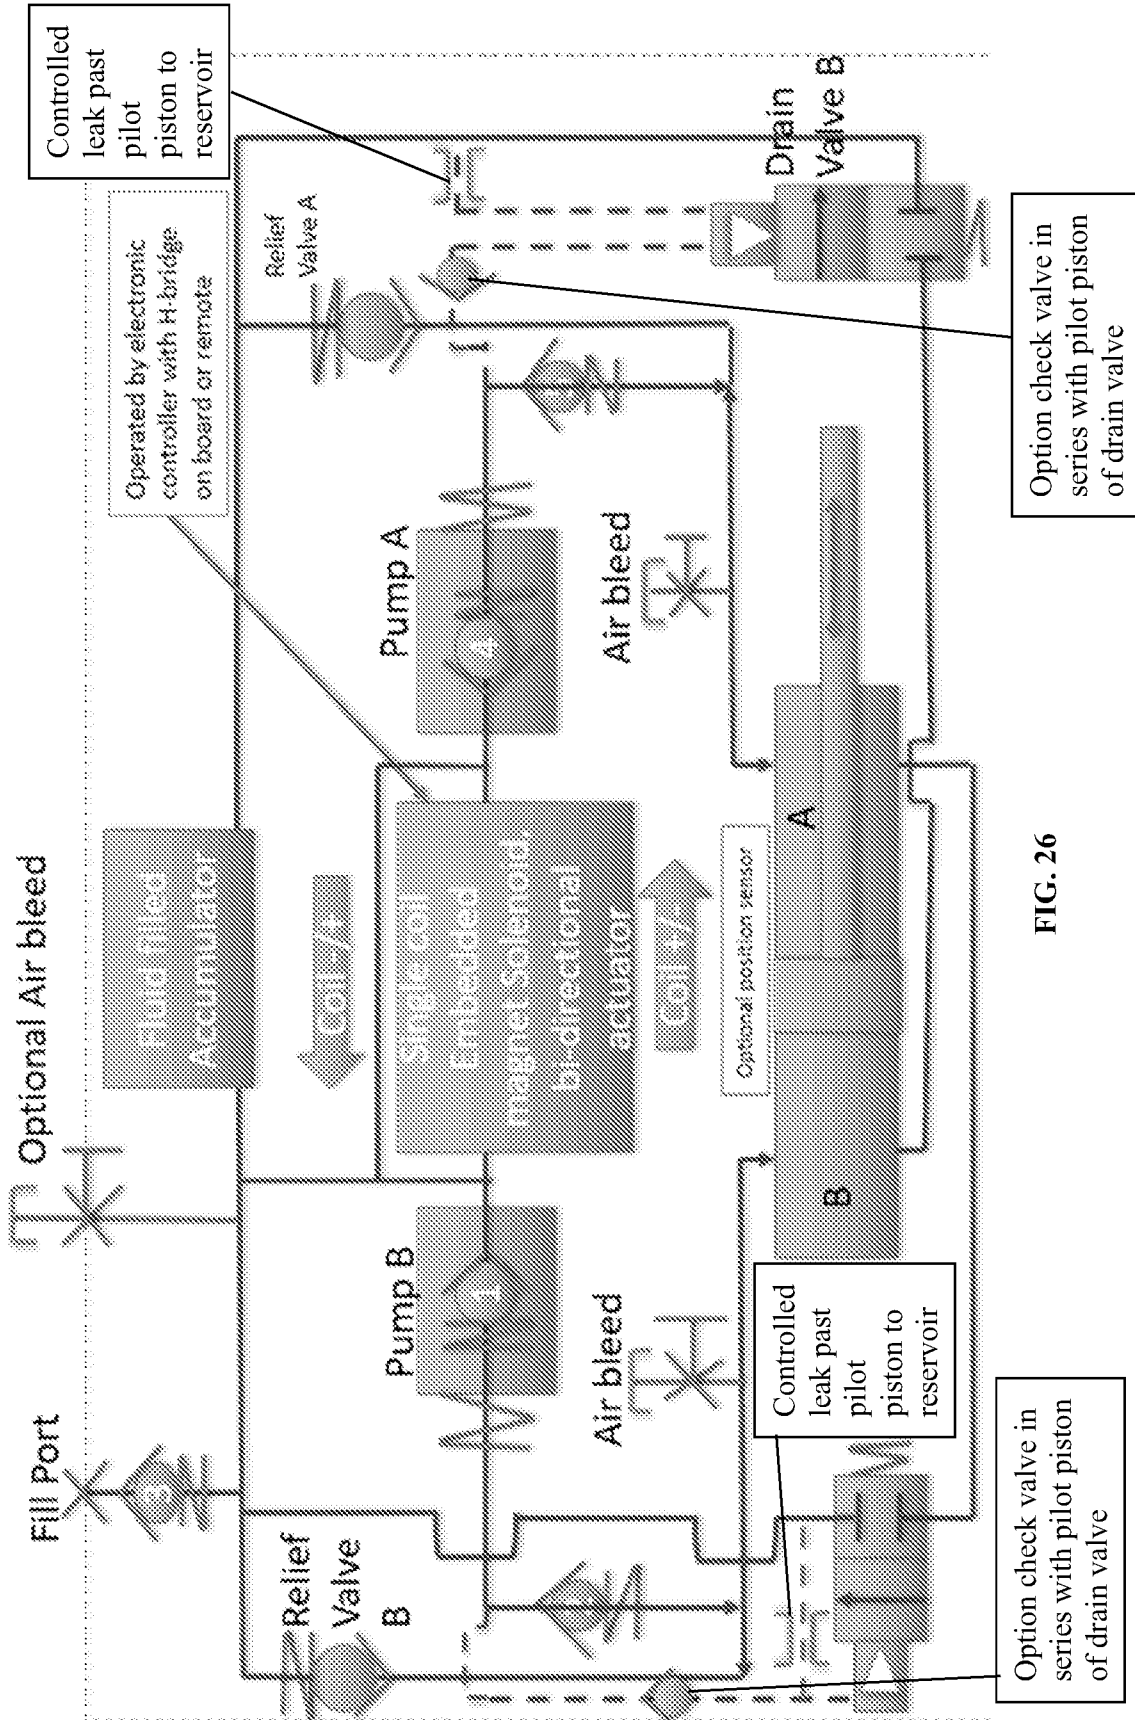 Optional Air bleed
Fill Port
Controlled
leak past
pilot
piston to
reservoir
Fluid filled
Accumulator
Operated by electronic
controller with H-bridge
on board or remote
3
Relief
Valve
B
Coil -/+
Relief
Valve A
Pump B
1
Single coil
Embedded
magnet Solenoid,
bi-directional
actuator
Pump A
4
Air bleed
Coil +/-
Air bleed
Optional position sensor
Drain
Valve B
Controlled
leak past
pilot
piston to
reservoir
B
A
Option check valve in
series with pilot piston
of drain valve
Option check valve in
series with pilot piston
of drain valve
FIG. 26